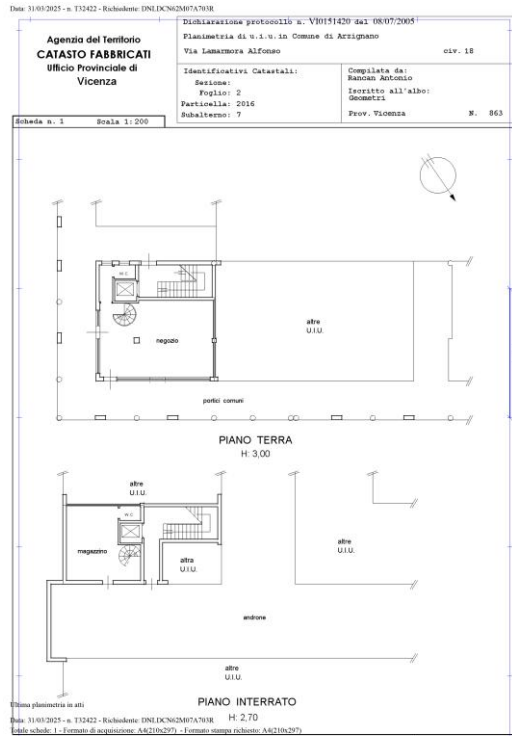 Data: 31/03/2025 - n. T32422 - Richiedente: DNLDCN62M07A703R
Agenzia del Territorio
CATASTO FABBRICATI
Ufficio Provinciale di
Vicenza
Dichiarazione protocollo n. VI0151420 del 08/07/2005
Planimetria di u.i.u. in Comune di Arzignano
Via Lamarmora Alfonso civ. 18
Identificativi Catastali:
Sezione:
Foglio: 2
Particella: 2016
Subalterno: 7
Compilata da:
Rancan Antonio
Iscritto all'albo:
Geometri
Prov. Vicenza N. 863
Scheda n. 1 Scala 1:200
W.C.
altre
U.I.U.
negozio
portici comuni
PIANO TERRA
H: 3,00
altre
U.I.U.
W.C.
magazzino
altra
U.I.U.
altre
U.I.U.
androne
altre
U.I.U.
PIANO INTERRATO
H: 2,70
Ultima planimetria in atti
Data: 31/03/2025 - n. T32422 - Richiedente: DNLDCN62M07A703R
Totale schede: 1 - Formato di acquisizione: A4(210x297) - Formato stampa richiesto: A4(210x297)